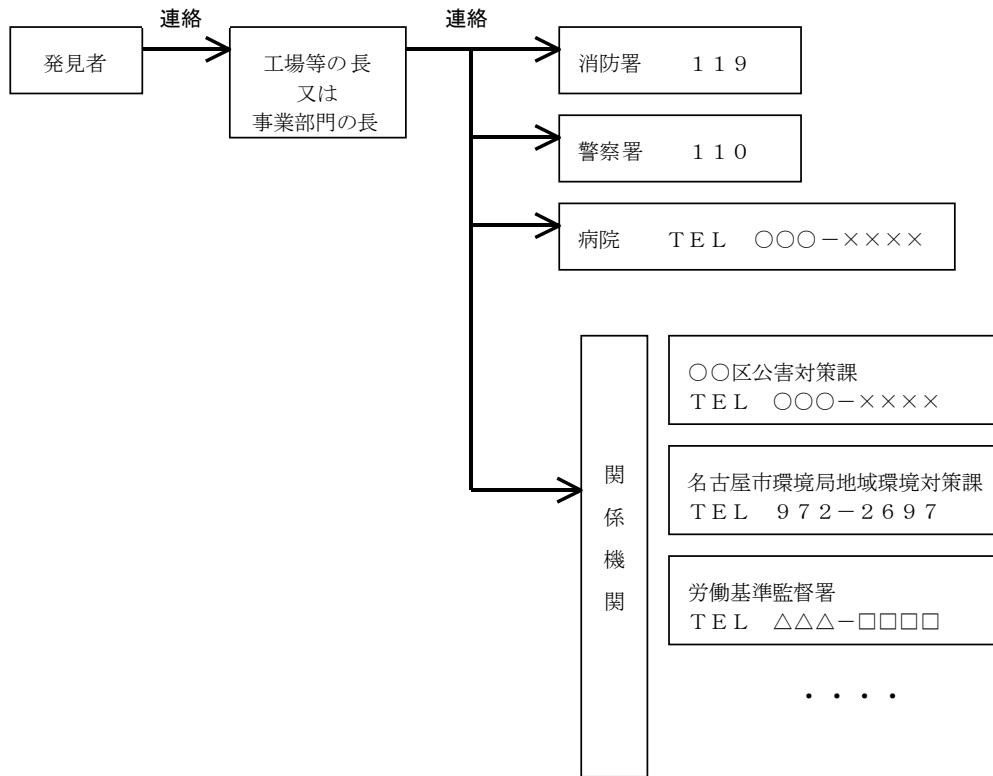 連絡
連絡
発見者
工場等の長
又は
事業部門の長
消防署　　１１９
警察署　　１１０
病院　　ＴＥＬ　○○○－××××
○○区公害対策課
ＴＥＬ　○○○－××××
関係機関
名古屋市環境局地域環境対策課
ＴＥＬ　９７２－２６９７
労働基準監督署
ＴＥＬ　△△△－□□□□
・・・・